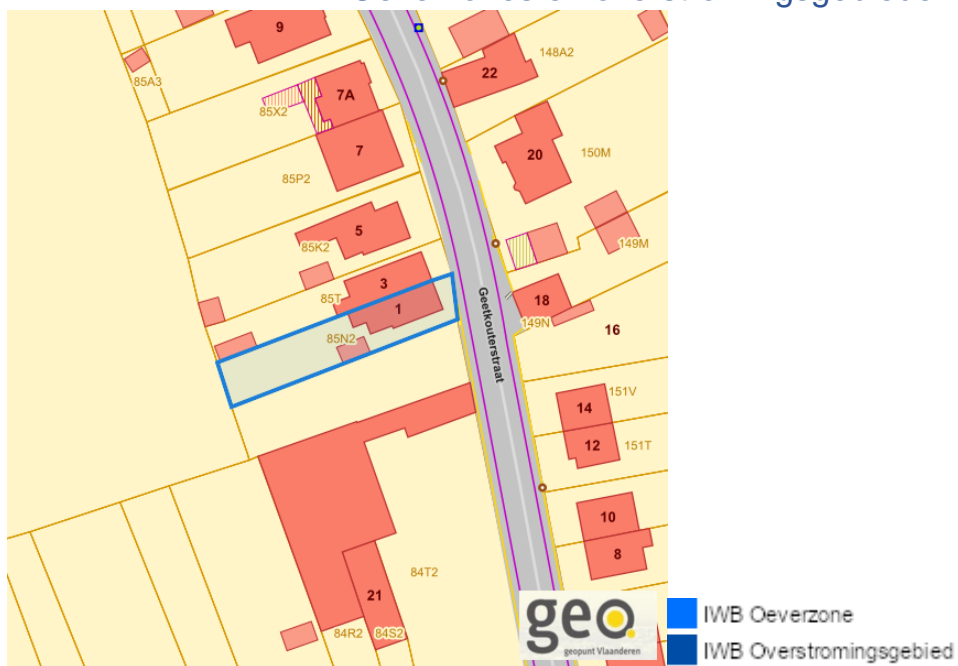 9
22
148A2
85A3
7A
85X2
7
20
150M
85P2
5
149M
85K2
3
85T
1
Geetkouterstraat
18
149N
16
85N2
14
151V
12
151T
10
8
84T2
21
84R2
84S2
geo.
geopunt Vlaanderen
IWB Oeverzone
IWB Overstromingsgebied